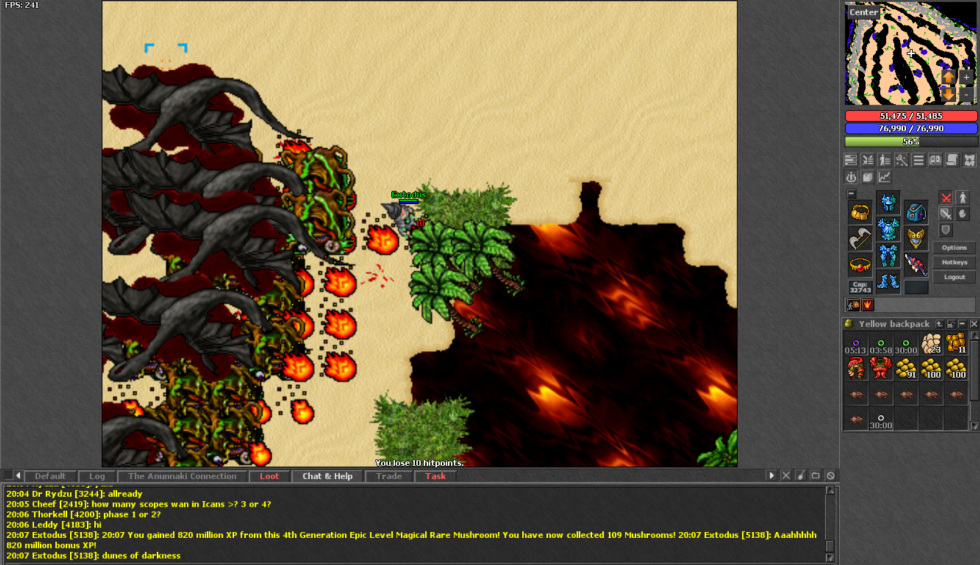 FPS: 241
Center
51,475 / 51,485
76,990 / 76,990
56%
Extodus
Cap:
32743
Options
Hotkeys
Logout
Yellow backpack
05:13 03:58 30:00 23 11
91 100 100
30:00
You lose 10 hitpoints.
Default Log The Anunnaki Connection Loot Chat & Help Trade Task
20:04 Dr Rydzu [3244]: allready
20:05 Cheef [2419]: how many scopes wan in Icans >? 3 or 4?
20:06 Thorkell [4200]: phase 1 or 2?
20:06 Leddy [4183]: hi
20:07 Extodus [5138]: 20:07 You gained 820 million XP from this 4th Generation Epic Level Magical Rare Mushroom! You have now collected 109 Mushrooms! 20:07 Extodus [5138]: Aaahhhhh
820 million bonus XP!
20:07 Extodus [5138]: dunes of darkness